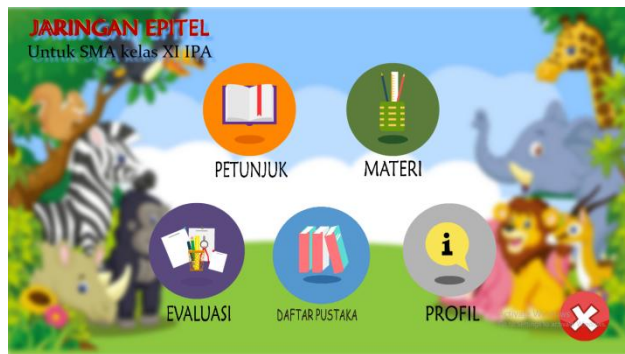 JARINGAN EPITEL
Untuk SMA kelas XI IPA
PETUNJUK
MATERI
i
EVALUASI
DAFTAR PUSTAKA
PROFIL